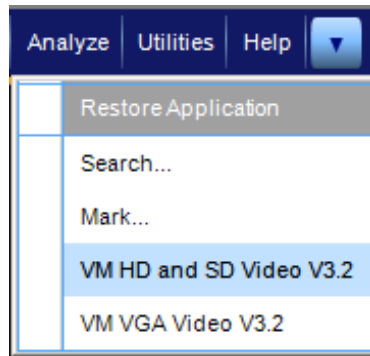 Analyze Utilities Help
Restore Application
Search...
Mark...
VM HD and SD Video V3.2
VM VGA Video V3.2